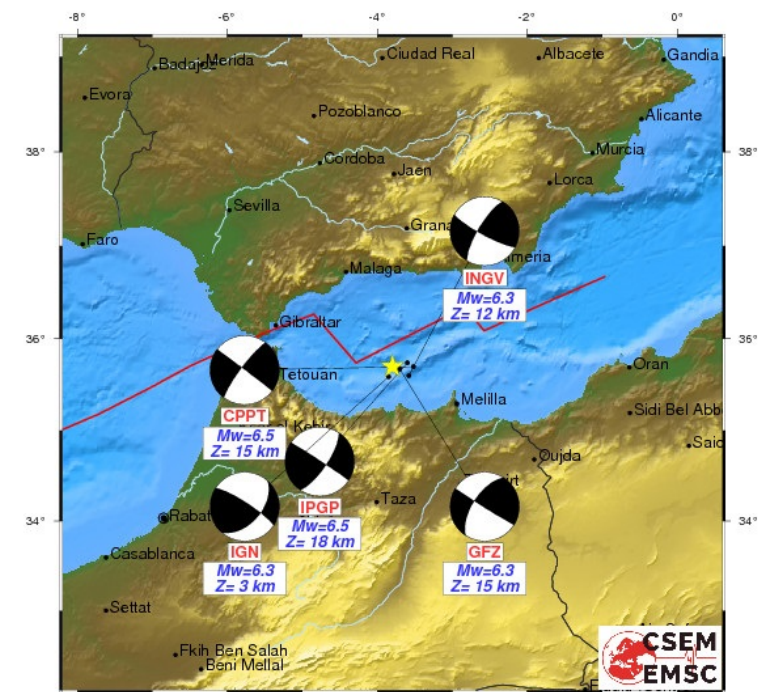 -8° -6° -4° -2° 0°
Ciudad Real
Albacete
Gandia
Badajoz
Merida
Evora
Pozoblanco
Alicante
38°
38°
Cordoba
Murcia
Jaen
Lorca
Sevilla
Grana
Faro
Almeria
INGV
Malaga
Mw=6.3
Z= 12 km
Gibraltar
36°
36°
Tetouan
Oran
CPPT
Melilla
Mw=6.5
Z= 15 km
Sidi Bel Abb
Said
Oujda
IPGP
Taza
Mw=6.5
Z= 18 km
Rabat
34°
34°
IGN
GFZ
Mw=6.3
Z= 3 km
Mw=6.3
Z= 15 km
Casablanca
Settat
Fkih Ben Salah
Beni Mellal
CSEM
EMSC